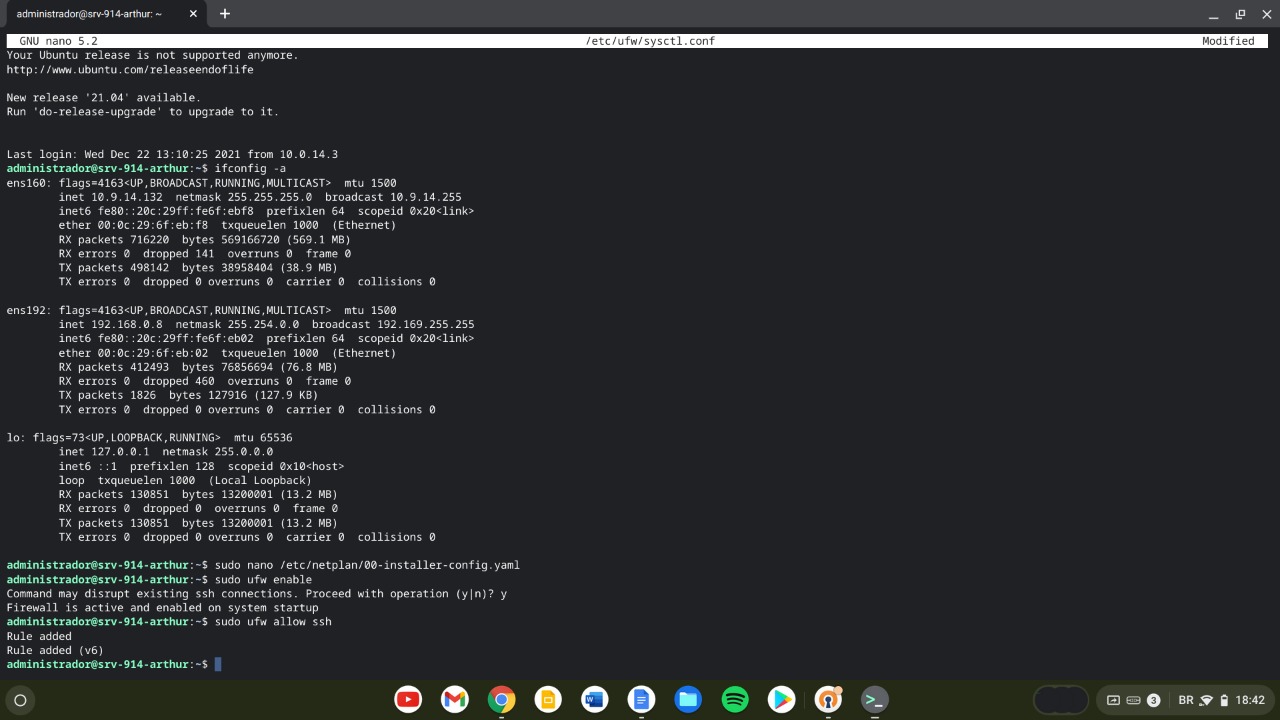 administrador@srv-914-arthur: ~
GNU nano 5.2 /etc/ufw/sysctl.conf Modified
Your Ubuntu release is not supported anymore.
http://www.ubuntu.com/releaseendoflife
New release '21.04' available.
Run 'do-release-upgrade' to upgrade to it.
Last login: Wed Dec 22 13:10:25 2021 from 10.0.14.3
administrador@srv-914-arthur:~$ ifconfig -a
ens160: flags=4163<UP,BROADCAST,RUNNING,MULTICAST>  mtu 1500
        inet 10.9.14.132  netmask 255.255.255.0  broadcast 10.9.14.255
        inet6 fe80::20c:29ff:fe6f:ebf8  prefixlen 64  scopeid 0x20<link>
        ether 00:0c:29:6f:eb:f8  txqueuelen 1000  (Ethernet)
        RX packets 716220  bytes 569166720 (569.1 MB)
        RX errors 0  dropped 141  overruns 0  frame 0
        TX packets 498142  bytes 38958404 (38.9 MB)
        TX errors 0  dropped 0 overruns 0  carrier 0  collisions 0
ens192: flags=4163<UP,BROADCAST,RUNNING,MULTICAST>  mtu 1500
        inet 192.168.0.8  netmask 255.254.0.0  broadcast 192.169.255.255
        inet6 fe80::20c:29ff:fe6f:eb02  prefixlen 64  scopeid 0x20<link>
        ether 00:0c:29:6f:eb:02  txqueuelen 1000  (Ethernet)
        RX packets 412493  bytes 76856694 (76.8 MB)
        RX errors 0  dropped 460  overruns 0  frame 0
        TX packets 1826  bytes 127916 (127.9 KB)
        TX errors 0  dropped 0 overruns 0  carrier 0  collisions 0
lo: flags=73<UP,LOOPBACK,RUNNING>  mtu 65536
        inet 127.0.0.1  netmask 255.0.0.0
        inet6 ::1  prefixlen 128  scopeid 0x10<host>
        loop  txqueuelen 1000  (Local Loopback)
        RX packets 130851  bytes 13200001 (13.2 MB)
        RX errors 0  dropped 0  overruns 0  frame 0
        TX packets 130851  bytes 13200001 (13.2 MB)
        TX errors 0  dropped 0 overruns 0  carrier 0  collisions 0
administrador@srv-914-arthur:~$ sudo nano /etc/netplan/00-installer-config.yaml
administrador@srv-914-arthur:~$ sudo ufw enable
Command may disrupt existing ssh connections. Proceed with operation (y|n)? y
Firewall is active and enabled on system startup
administrador@srv-914-arthur:~$ sudo ufw allow ssh
Rule added
Rule added (v6)
administrador@srv-914-arthur:~$
3 BR 18:42